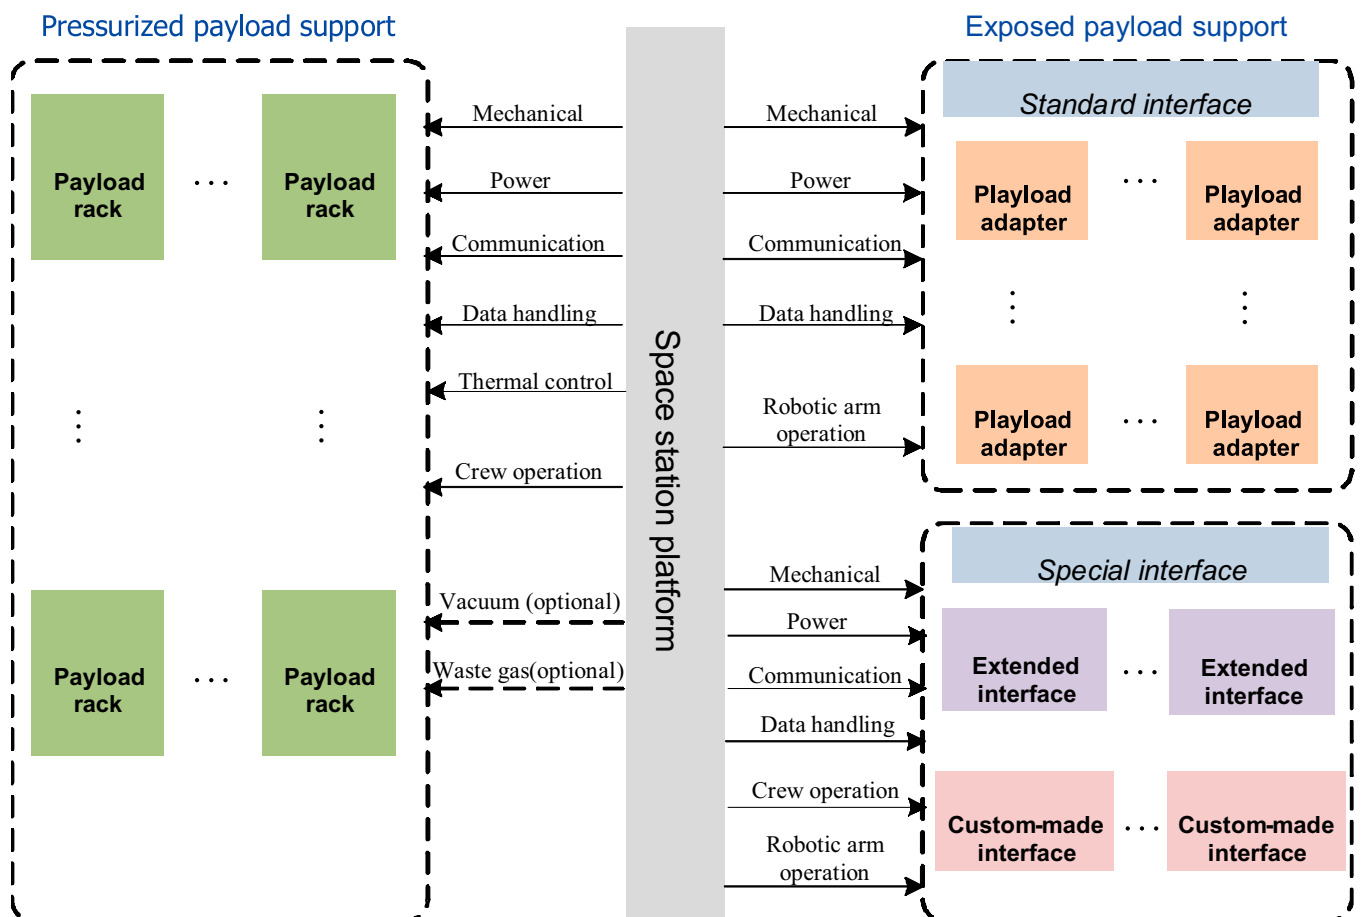 Pressurized payload support
Payload
rack
...
Payload
rack
Payload
rack
...
Payload
rack
Mechanical
Power
Communication
Data handling
Thermal control
Crew operation
Vacuum (optional)
Waste gas(optional)
Space station platform
Exposed payload support
Mechanical
Power
Communication
Data handling
Robotic arm
operation
Standard interface
Playload
adapter
...
Playload
adapter
Playload
adapter
...
Playload
adapter
Mechanical
Power
Communication
Data handling
Crew operation
Robotic arm
operation
Special interface
Extended
interface
...
Extended
interface
Custom-made
interface
...
Custom-made
interface